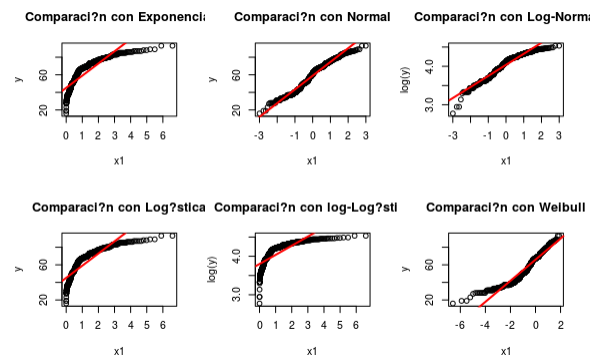 Comparaci?n con Exponencia
y
20 60
0 1 2 3 4 5 6
x1
Comparaci?n con Normal
y
20 60
-3 -1 0 1 2 3
x1
Comparaci?n con Log-Norma
log(y)
3.0 4.0
-3 -1 0 1 2 3
x1
Comparaci?n con Log?stica
y
20 60
0 1 2 3 4 5 6
x1
Comparaci?n con log-Log?sti
log(y)
3.0 4.0
0 1 2 3 4 5 6
x1
Comparaci?n con Weibull
y
20 60
-6 -4 -2 0 2
x1